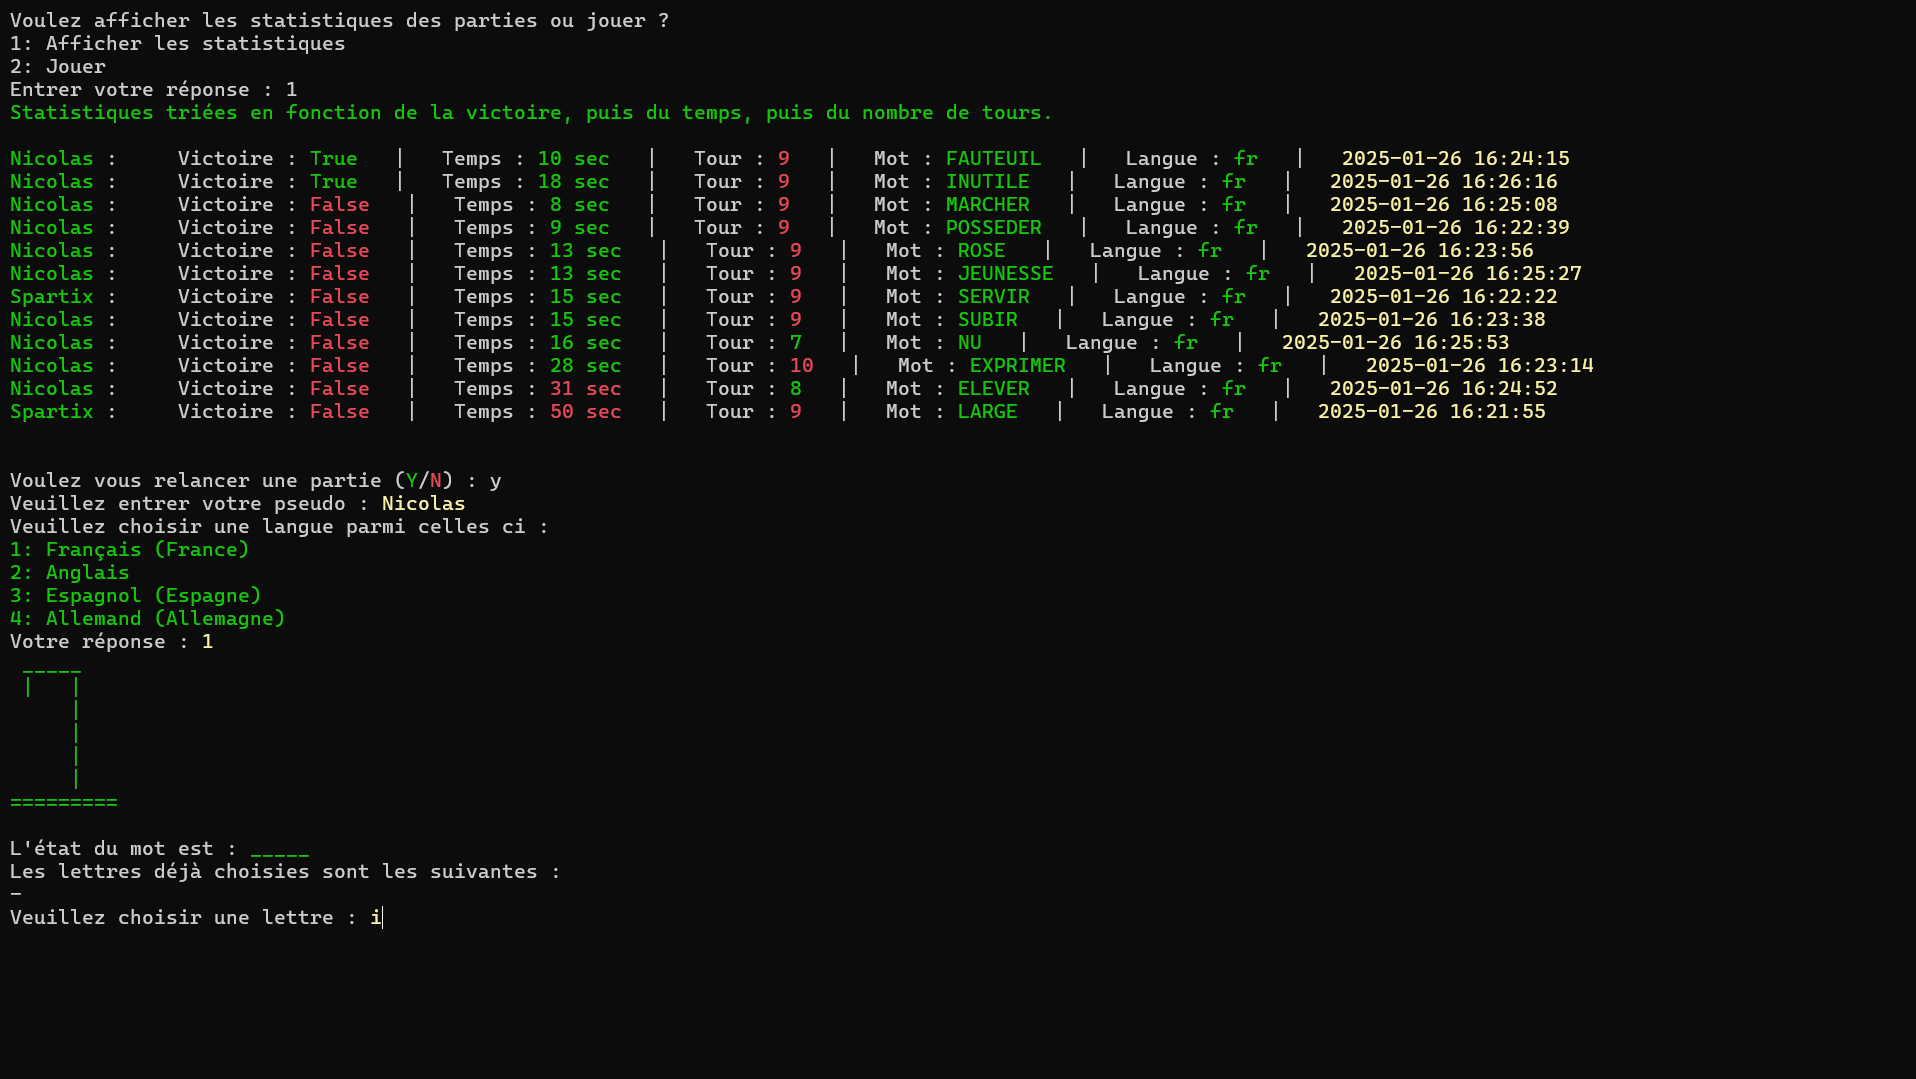 Voulez afficher les statistiques des parties ou jouer ?
1: Afficher les statistiques
2: Jouer
Entrer votre réponse : 1
Statistiques triées en fonction de la victoire, puis du temps, puis du nombre de tours.
Nicolas :     Victoire : True   |   Temps : 10 sec   |   Tour : 9   |   Mot : FAUTEUIL   |   Langue : fr   |   2025-01-26 16:24:15
Nicolas :     Victoire : True   |   Temps : 18 sec   |   Tour : 9   |   Mot : INUTILE   |   Langue : fr   |   2025-01-26 16:26:16
Nicolas :     Victoire : False   |   Temps : 8 sec   |   Tour : 9   |   Mot : MARCHER   |   Langue : fr   |   2025-01-26 16:25:08
Nicolas :     Victoire : False   |   Temps : 9 sec   |   Tour : 9   |   Mot : POSSEDER   |   Langue : fr   |   2025-01-26 16:22:39
Nicolas :     Victoire : False   |   Temps : 13 sec   |   Tour : 9   |   Mot : ROSE   |   Langue : fr   |   2025-01-26 16:23:56
Nicolas :     Victoire : False   |   Temps : 13 sec   |   Tour : 9   |   Mot : JEUNESSE   |   Langue : fr   |   2025-01-26 16:25:27
Spartix :     Victoire : False   |   Temps : 15 sec   |   Tour : 9   |   Mot : SERVIR   |   Langue : fr   |   2025-01-26 16:22:22
Nicolas :     Victoire : False   |   Temps : 15 sec   |   Tour : 9   |   Mot : SUBIR   |   Langue : fr   |   2025-01-26 16:23:38
Nicolas :     Victoire : False   |   Temps : 16 sec   |   Tour : 7   |   Mot : NU   |   Langue : fr   |   2025-01-26 16:25:53
Nicolas :     Victoire : False   |   Temps : 28 sec   |   Tour : 10   |   Mot : EXPRIMER   |   Langue : fr   |   2025-01-26 16:23:14
Nicolas :     Victoire : False   |   Temps : 31 sec   |   Tour : 8   |   Mot : ELEVER   |   Langue : fr   |   2025-01-26 16:24:52
Spartix :     Victoire : False   |   Temps : 50 sec   |   Tour : 9   |   Mot : LARGE   |   Langue : fr   |   2025-01-26 16:21:55
Voulez vous relancer une partie (Y/N) : y
Veuillez entrer votre pseudo : Nicolas
Veuillez choisir une langue parmi celles ci :
1: Français (France)
2: Anglais
3: Espagnol (Espagne)
4: Allemand (Allemagne)
Votre réponse : 1
 _____
 |   |
     |
     |
     |
     |
=========
L'état du mot est : _____
Les lettres déjà choisies sont les suivantes :
-
Veuillez choisir une lettre : i